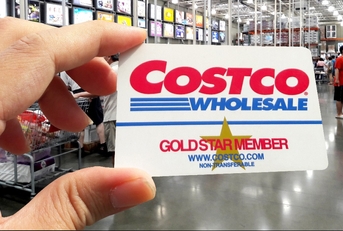 COSTCO
WHOLESALE
GOLD STAR MEMBER
WWW.COSTCO.COM
NON-TRANSFERABLE